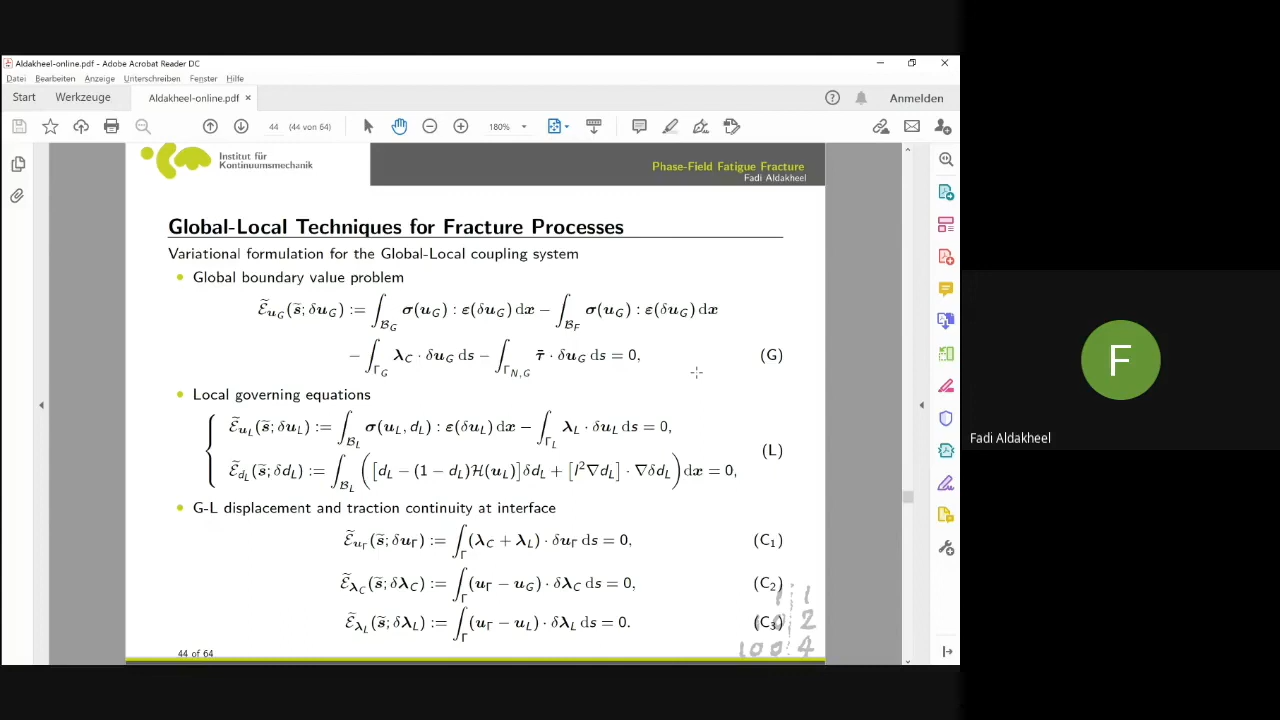 Aldakheel-online.pdf - Adobe Acrobat Reader DC
Datei Bearbeiten Anzeige Unterschreiben Fenster Hilfe
Start Werkzeuge Aldakheel-online.pdf × Anmelden
44 (44 von 64) 180%
Institut für
Kontinuumsmechanik
Phase-Field Fatigue Fracture
Fadi Aldakheel
Global-Local Techniques for Fracture Processes
Variational formulation for the Global-Local coupling system
• Global boundary value problem
Ẽ_{u_G}(s̃; δu_G) := ∫_{B_G} σ(u_G) : ε(δu_G) dx − ∫_{B_F} σ(u_G) : ε(δu_G) dx
− ∫_{Γ_G} λ_C · δu_G ds − ∫_{Γ_{N,G}} τ̄ · δu_G ds = 0, (G)
• Local governing equations
Ẽ_{u_L}(s̃; δu_L) := ∫_{B_L} σ(u_L, d_L) : ε(δu_L) dx − ∫_{Γ_L} λ_L · δu_L ds = 0,
(L)
Ẽ_{d_L}(s̃; δd_L) := ∫_{B_L} ([d_L − (1 − d_L)H(u_L)]δd_L + [l²∇d_L] · ∇δd_L) dx = 0,
• G-L displacement and traction continuity at interface
Ẽ_{u_Γ}(s̃; δu_Γ) := ∫_Γ (λ_C + λ_L) · δu_Γ ds = 0, (C₁)
Ẽ_{λ_C}(s̃; δλ_C) := ∫_Γ (u_Γ − u_G) · δλ_C ds = 0, (C₂)
1 1
Ẽ_{λ_L}(s̃; δλ_L) := ∫_Γ (u_Γ − u_L) · δλ_L ds = 0. (C₃)
10 2
100 4
44 of 64
F
Fadi Aldakheel